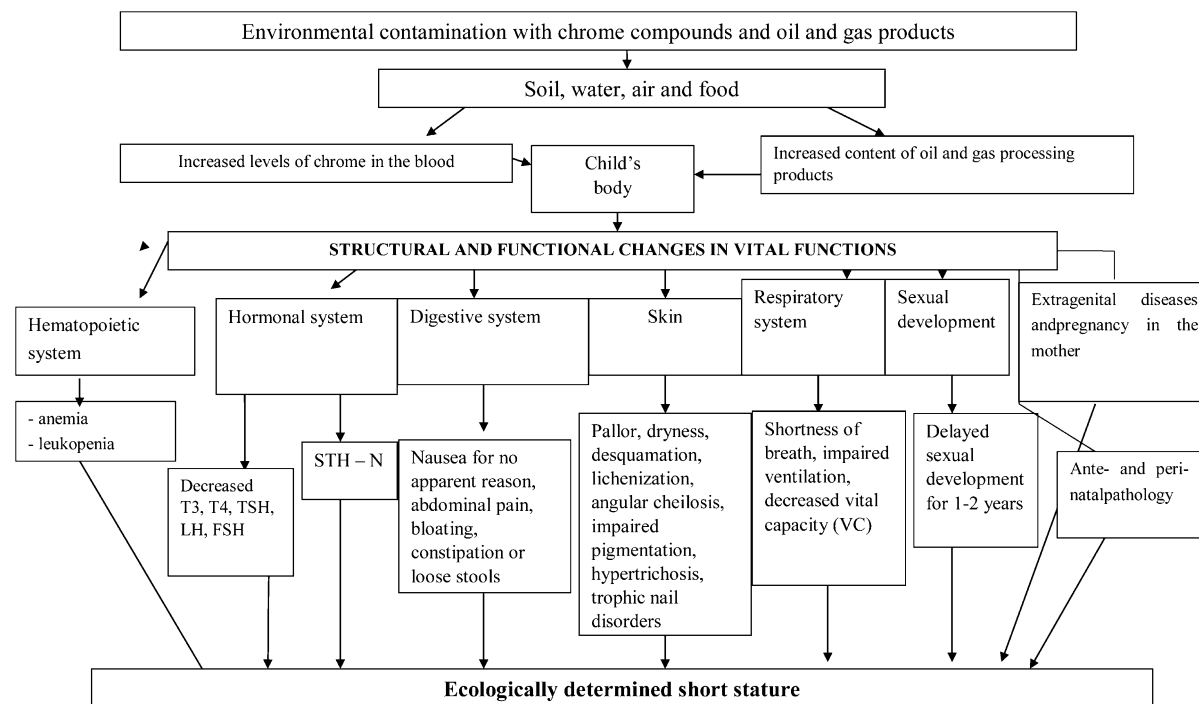 Environmental contamination with chrome compounds and oil and gas products
Soil, water, air and food
Increased levels of chrome in the blood
Child's
body
Increased content of oil and gas processing
products
STRUCTURAL AND FUNCTIONAL CHANGES IN VITAL FUNCTIONS
Hematopoietic
system
Hormonal system
Digestive system
Skin
Respiratory
system
Sexual
development
Extragenital diseases
andpregnancy in the
mother
- anemia
- leukopenia
Decreased
T3, T4, TSH,
LH, FSH
STH – N
Nausea for no
apparent reason,
abdominal pain,
bloating,
constipation or
loose stools
Pallor, dryness,
desquamation,
lichenization,
angular cheilosis,
impaired
pigmentation,
hypertrichosis,
trophic nail
disorders
Shortness of
breath, impaired
ventilation,
decreased vital
capacity (VC)
Delayed
sexual
development
for 1-2 years
Ante- and peri-
natalpathology
Ecologically determined short stature